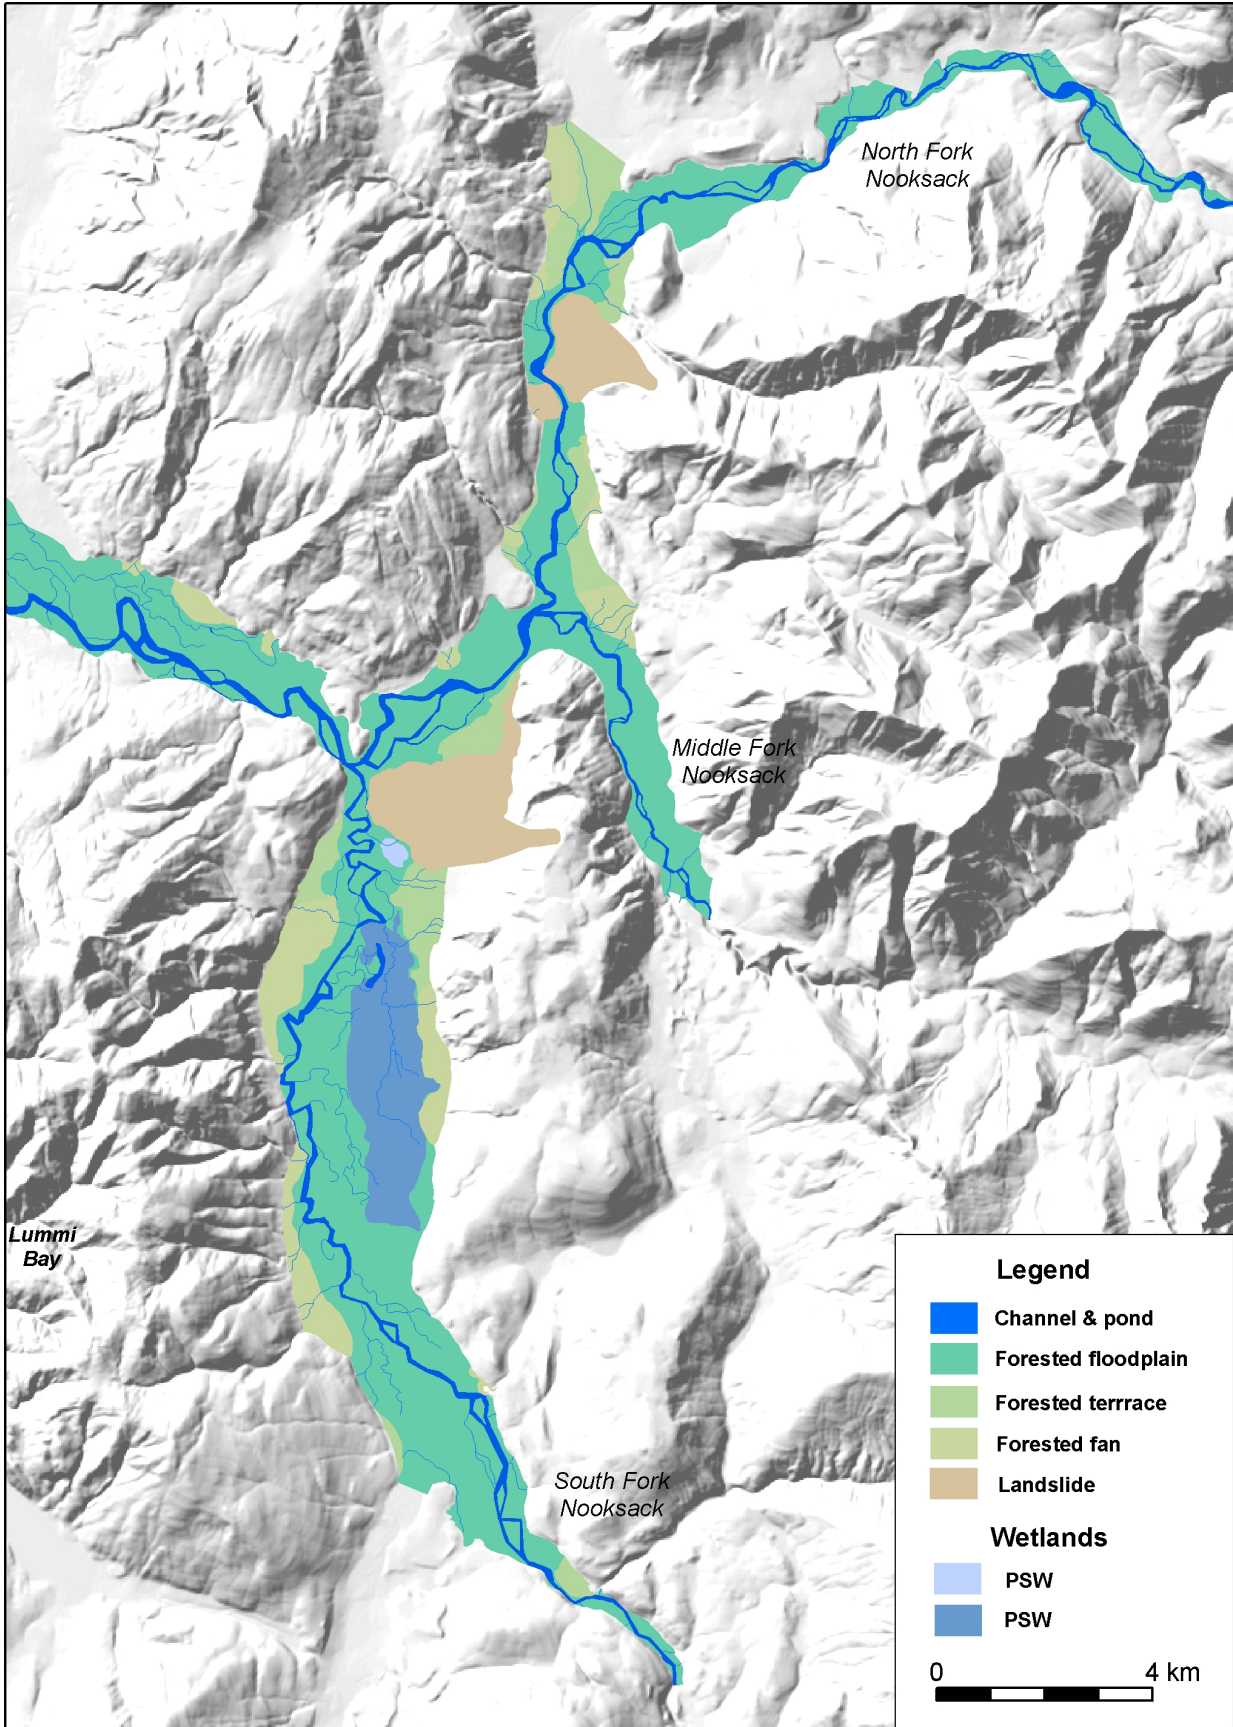 North Fork
Nooksack
Middle Fork
Nooksack
Lummi
Bay
South Fork
Nooksack
Legend
Channel & pond
Forested floodplain
Forested terrrace
Forested fan
Landslide
Wetlands
PSW
PSW
0 4 km